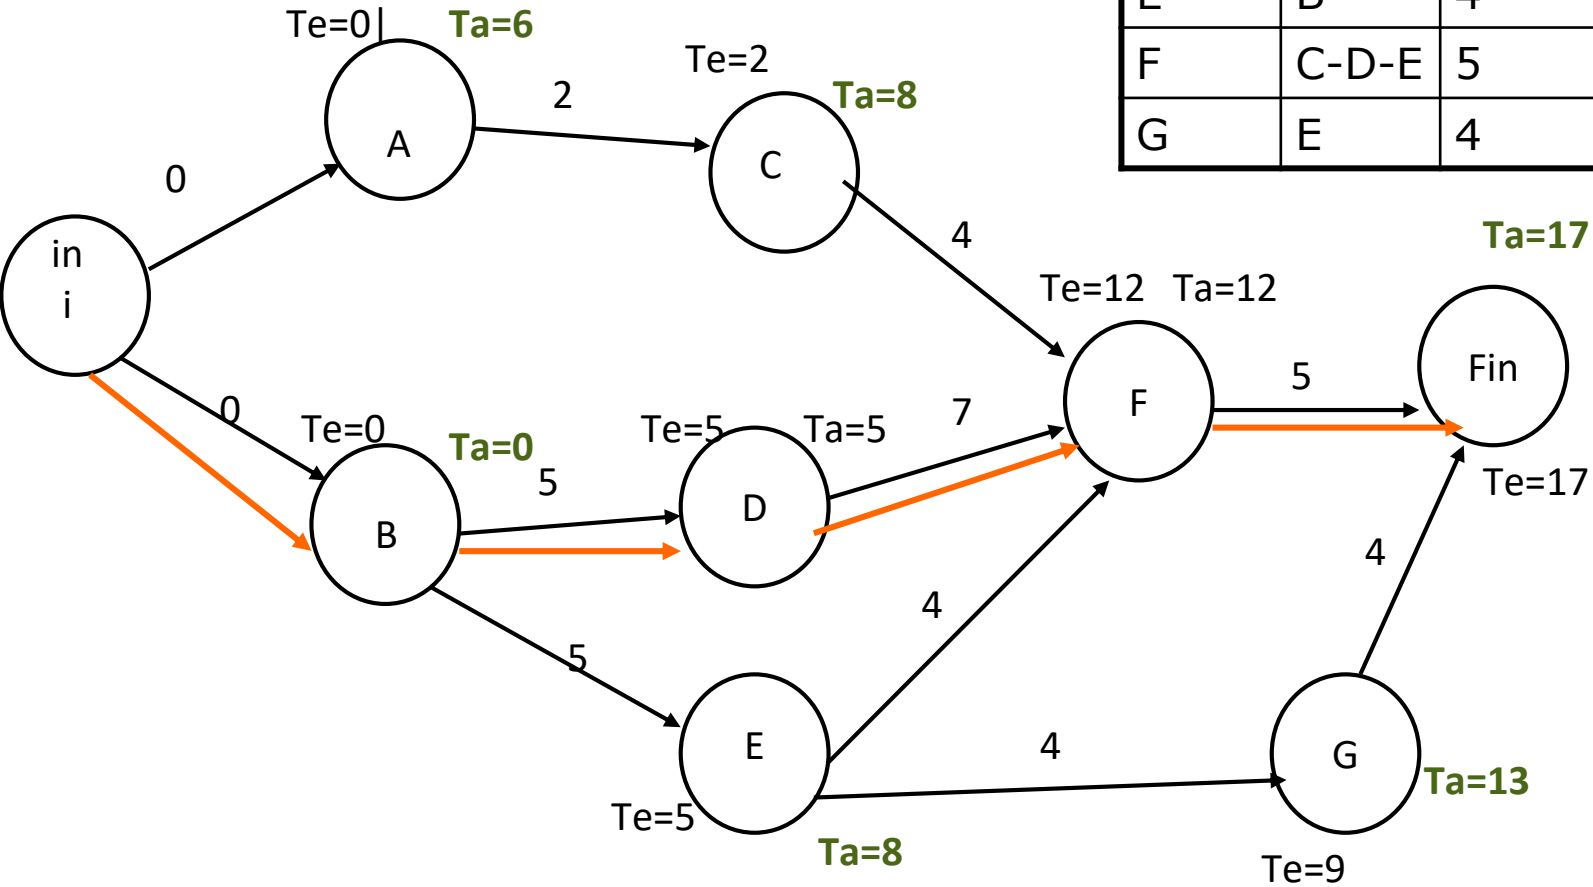 E B 4
F C-D-E 5
G E 4
Te=0| Ta=6
A
2
Te=2
Ta=8
C
0
in
i
4
Ta=17
Te=12 Ta=12
F
5
Fin
Te=17
0
Te=0
Ta=0
B
5
Te=5 Ta=5
D
7
5
4
4
E
Te=5
Ta=8
4
G
Ta=13
Te=9